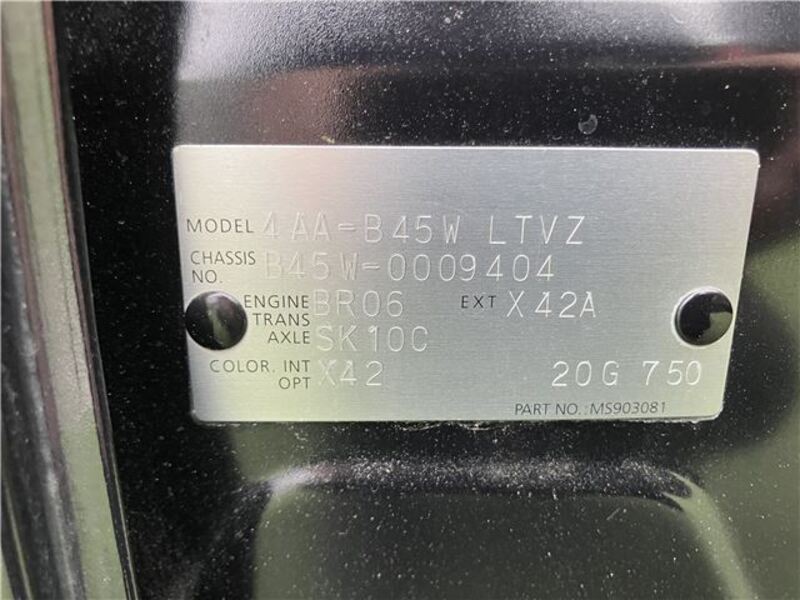 MODEL 4AA-B45W LTVZ
CHASSIS NO. B45W-0009404
ENGINE BR06 EXT X42A
TRANS AXLE SK10C
COLOR. INT OPT X42 20G 750
PART NO.: MS903081